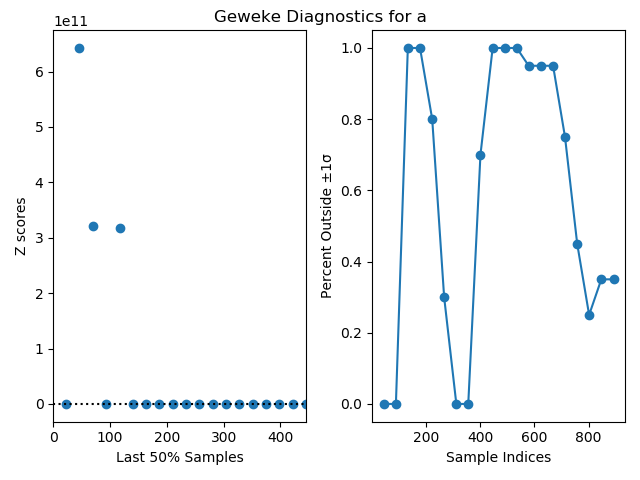 Geweke Diagnostics for a
1e11
6
5
4
3
2
1
0
Z scores
0 100 200 300 400
Last 50% Samples
1.0
0.8
0.6
0.4
0.2
0.0
Percent Outside ±1σ
200 400 600 800
Sample Indices